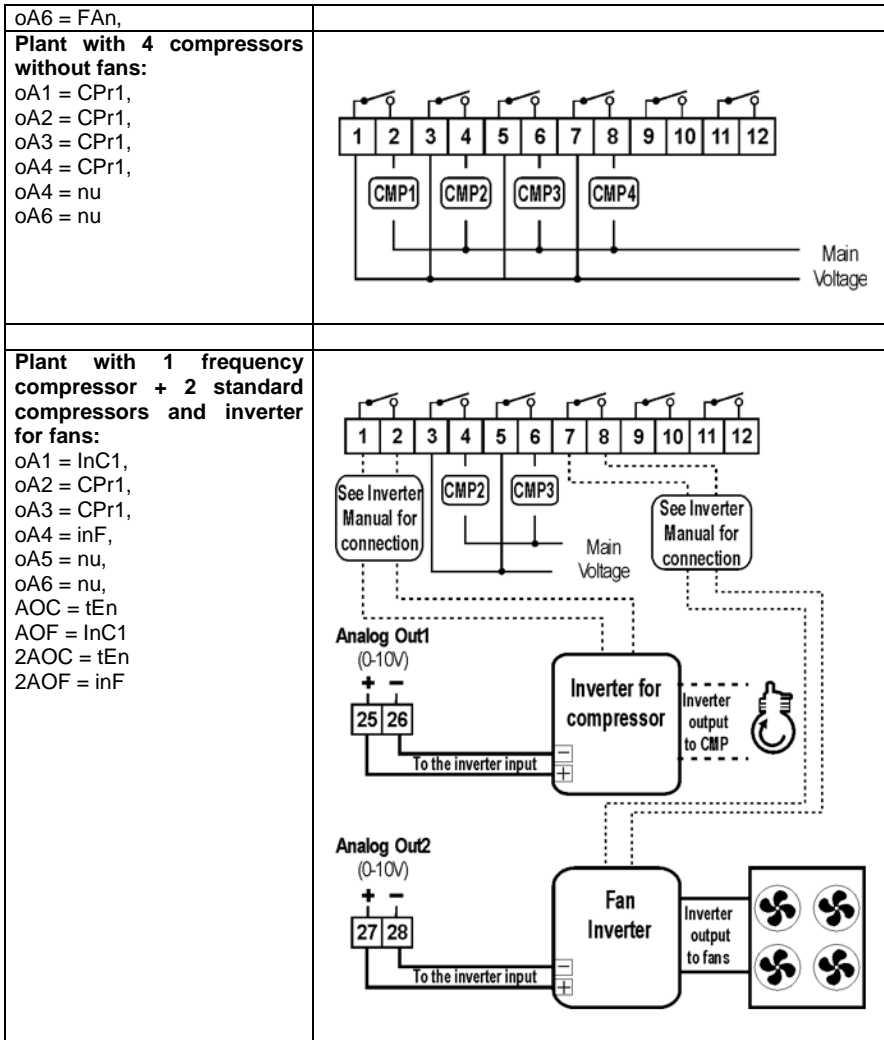 oA6 = FAn,
Plant with 4 compressors
without fans:
oA1 = CPr1,
oA2 = CPr1,
oA3 = CPr1,
oA4 = CPr1,
oA4 = nu
oA6 = nu
1 2 3 4 5 6 7 8 9 10 11 12
CMP1 CMP2 CMP3 CMP4
Main
Voltage
Plant with 1 frequency
compressor + 2 standard
compressors and inverter
for fans:
oA1 = InC1,
oA2 = CPr1,
oA3 = CPr1,
oA4 = inF,
oA5 = nu,
oA6 = nu,
AOC = tEn
AOF = InC1
2AOC = tEn
2AOF = inF
1 2 3 4 5 6 7 8 9 10 11 12
See Inverter
Manual for
connection
CMP2 CMP3
Main
Voltage
See Inverter
Manual for
connection
Analog Out1
(0-10V)
+ −
25 26
To the inverter input
− 
+
Inverter for
compressor
Inverter
output
to CMP
Analog Out2
(0-10V)
+ −
27 28
To the inverter input
−
+
Fan
Inverter
Inverter
output
to fans